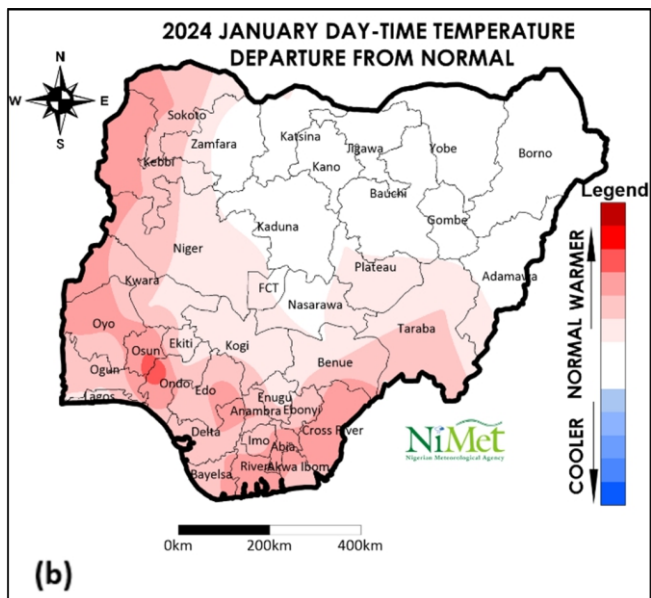 2024 JANUARY DAY-TIME TEMPERATURE
DEPARTURE FROM NORMAL
N
W E
S
Sokoto
Zamfara
Katsina
Jigawa
Yobe
Borno
Kano
Kebbi
Bauchi
Legend
Gombe
Kaduna
Niger
Plateau
Adamawa
Kwara
FCT
Nasarawa
Oyo
Taraba
Osun
Ekiti
Kogi
Benue
Ogun
Ondo
Edo
Lagos
Enugu
Anambra
Ebonyi
Delta
Imo
Abia
Cross River
Bayelsa
Rivers
Akwa Ibom
WARMER
NORMAL
COOLER
NiMet
Nigerian Meteorological Agency
0km 200km 400km
(b)